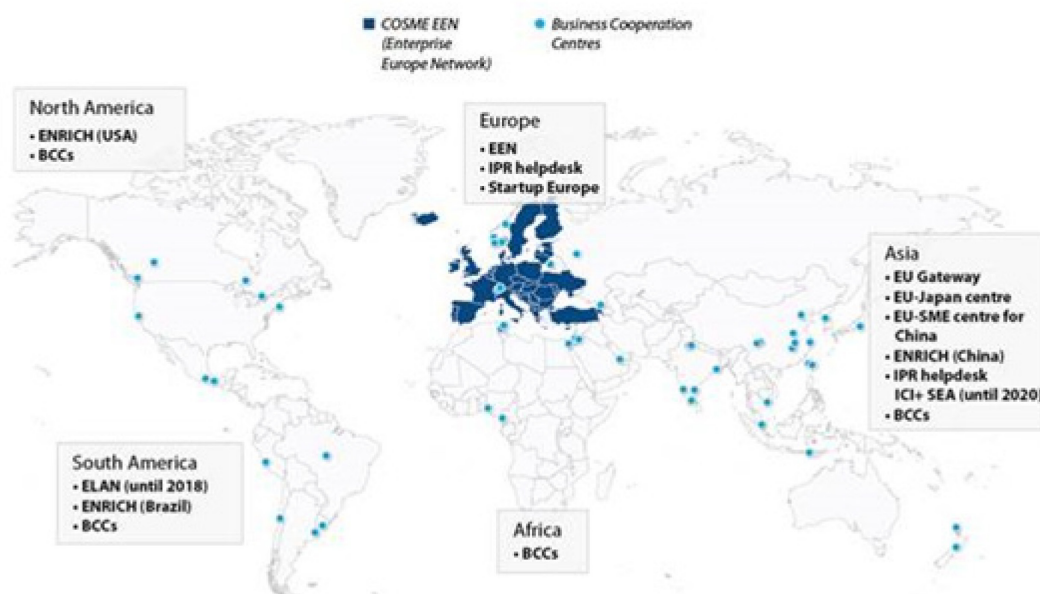 COSME EEN
(Enterprise
Europe Network)
Business Cooperation
Centres
North America
• ENRICH (USA)
• BCCs
Europe
• EEN
• IPR helpdesk
• Startup Europe
Asia
• EU Gateway
• EU-Japan centre
• EU-SME centre for
China
• ENRICH (China)
• IPR helpdesk
ICI+ SEA (until 2020)
• BCCs
South America
• ELAN (until 2018)
• ENRICH (Brazil)
• BCCs
Africa
• BCCs